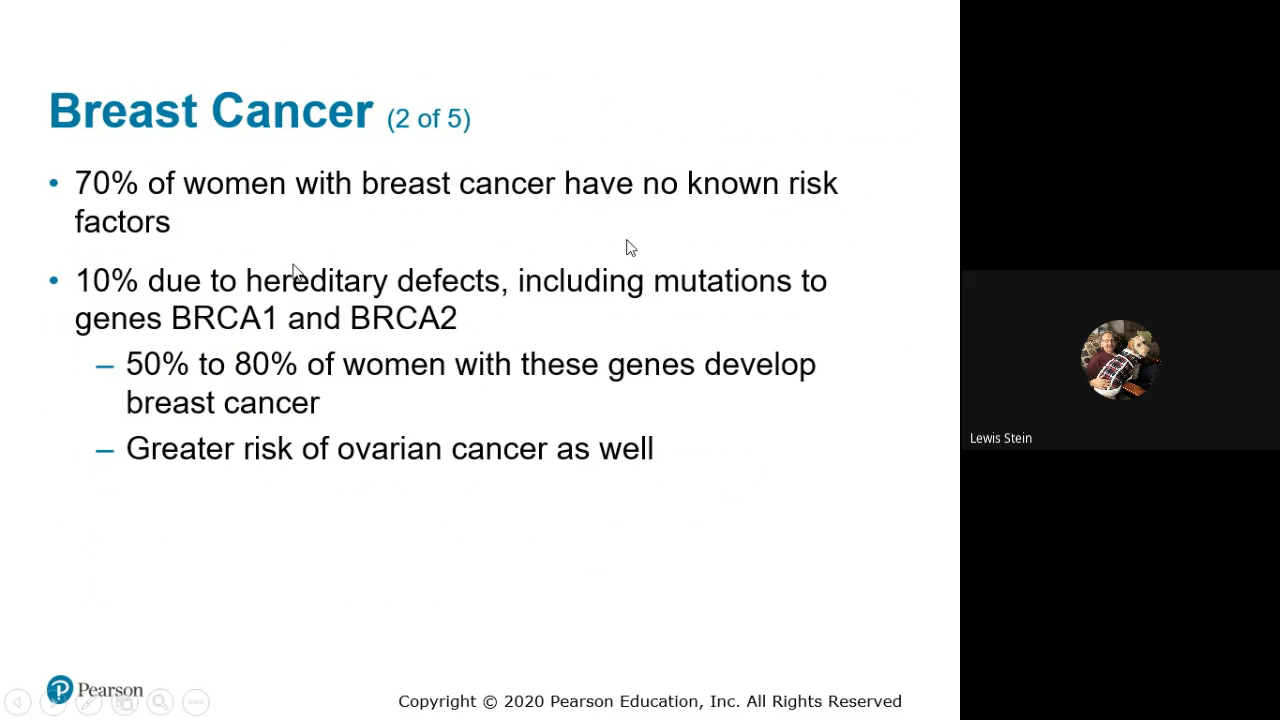 Breast Cancer (2 of 5)
• 70% of women with breast cancer have no known risk
factors
• 10% due to hereditary defects, including mutations to
genes BRCA1 and BRCA2
– 50% to 80% of women with these genes develop
breast cancer
– Greater risk of ovarian cancer as well
Lewis Stein
Pearson
Copyright © 2020 Pearson Education, Inc. All Rights Reserved